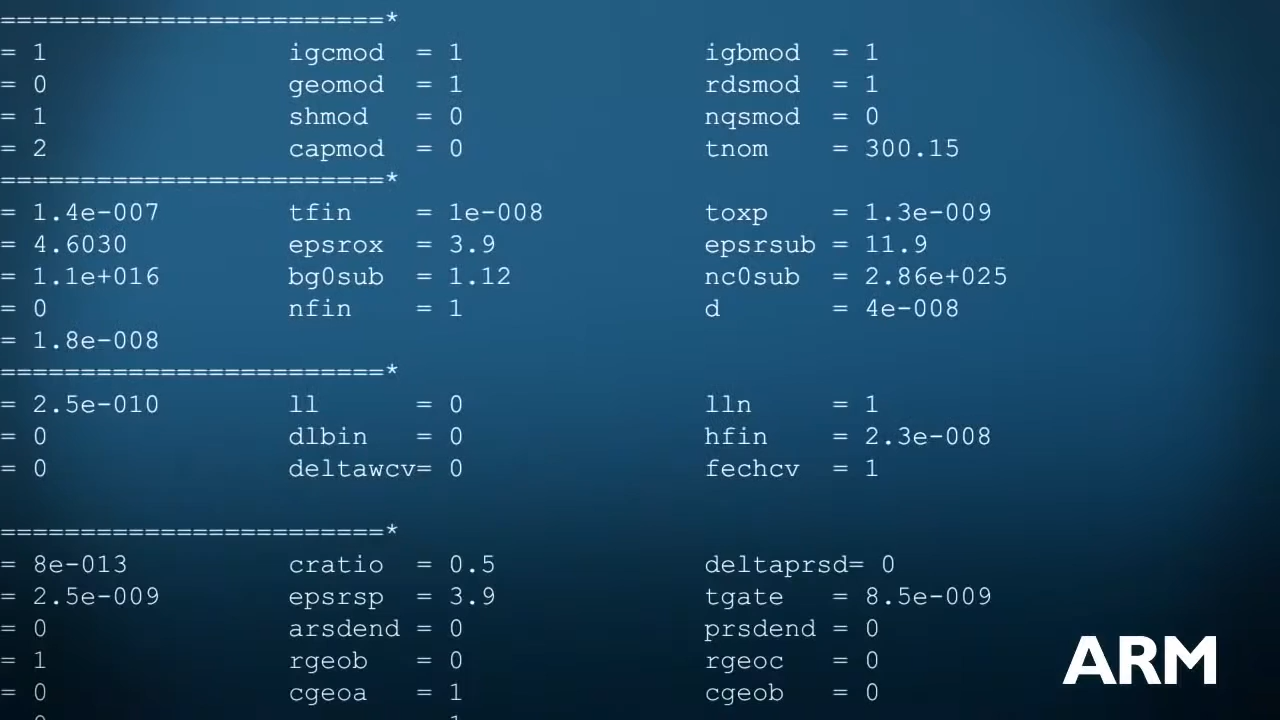 ========================*
= 1 igcmod = 1 igbmod = 1
= 0 geomod = 1 rdsmod = 1
= 1 shmod = 0 nqsmod = 0
= 2 capmod = 0 tnom = 300.15
========================*
= 1.4e-007 tfin = 1e-008 toxp = 1.3e-009
= 4.6030 epsrox = 3.9 epsrsub = 11.9
= 1.1e+016 bg0sub = 1.12 nc0sub = 2.86e+025
= 0 nfin = 1 d = 4e-008
= 1.8e-008
========================*
= 2.5e-010 ll = 0 lln = 1
= 0 dlbin = 0 hfin = 2.3e-008
= 0 deltawcv= 0 fechcv = 1
========================*
= 8e-013 cratio = 0.5 deltaprsd= 0
= 2.5e-009 epsrsp = 3.9 tgate = 8.5e-009
= 0 arsdend = 0 prsdend = 0
= 1 rgeob = 0 rgeoc = 0
= 0 cgeoa = 1 cgeob = 0
ARM